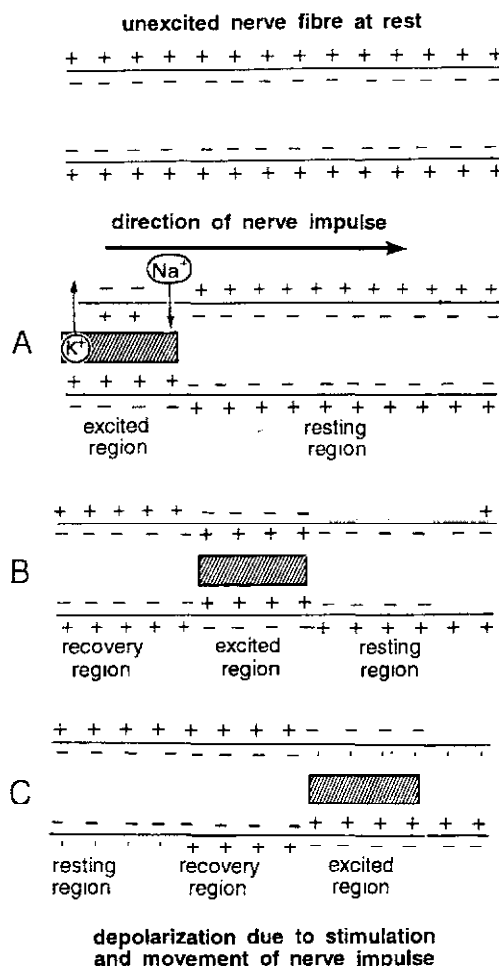 unexcited nerve fibre at rest
+ + + + + + + + + + + + + +
− − − − − − − − − − − − − −
− − − − − − − − − − − − − −
+ + + + + + + + + + + + + +
direction of nerve impulse
Na⁺
− − + + + + + + + + + +
+ + − − − − − − − − − −
A
K⁺
+ + + + − − − − − − − − − −
− − − − + + + + + + + + + +
excited resting
region region
+ + + + + − − − − +
− − − − − + + + + −
B
− − − − − + + + + − − − −
+ + + + + − − − − + + + + +
recovery excited resting
region region region
+ + + + + + + + − − − −
C
− − − − − − − − + + + + + + +
+ + + + − − − −
resting recovery excited
region region region
depolarization due to stimulation
and movement of nerve impulse